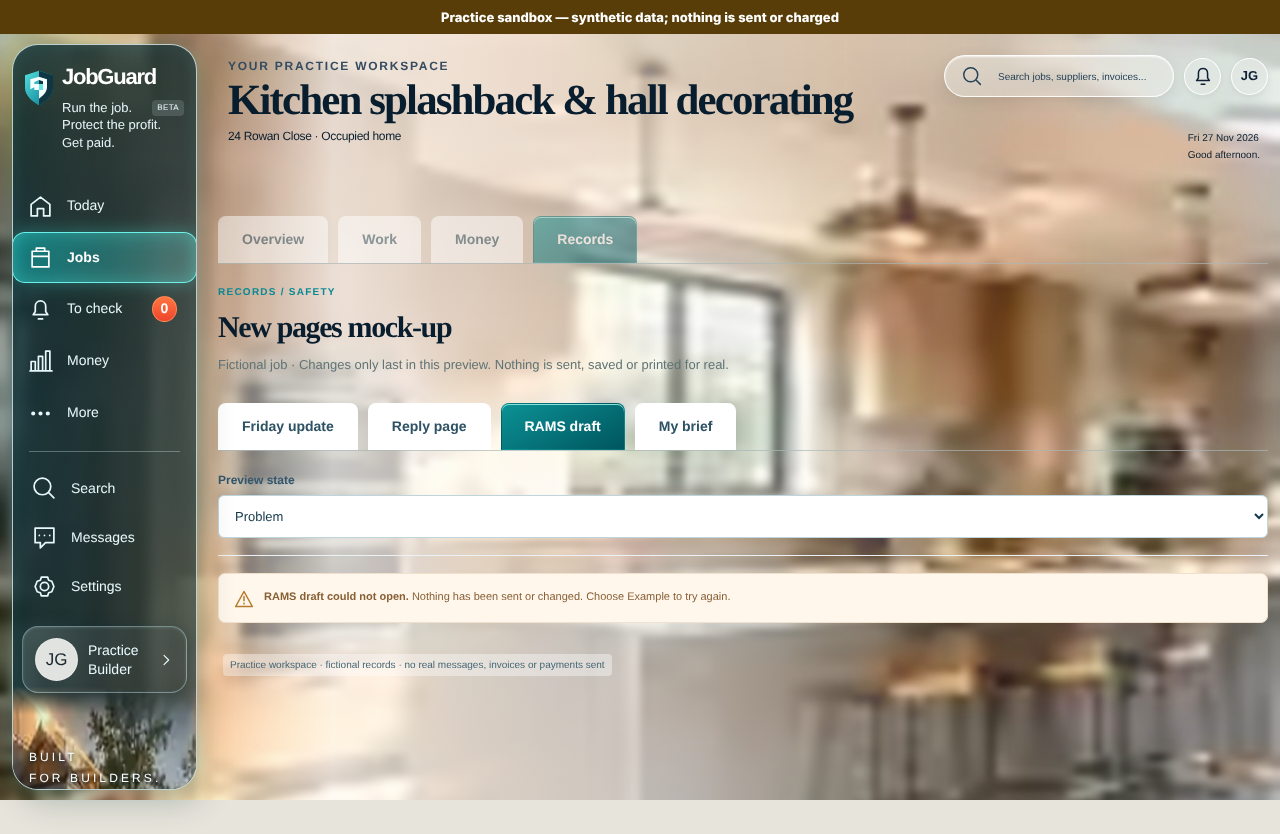 Practice sandbox — synthetic data; nothing is sent or charged
JobGuard
Run the job.
Protect the profit.
Get paid.
BETA
Today
Jobs
To check
0
Money
More
Search
Messages
Settings
JG
Practice
Builder
BUILT
FOR BUILDERS.
YOUR PRACTICE WORKSPACE
Kitchen splashback & hall decorating
24 Rowan Close · Occupied home
Search jobs, suppliers, invoices...
JG
Fri 27 Nov 2026
Good afternoon.
Overview
Work
Money
Records
RECORDS / SAFETY
New pages mock-up
Fictional job · Changes only last in this preview. Nothing is sent, saved or printed for real.
Friday update
Reply page
RAMS draft
My brief
Preview state
Problem
RAMS draft could not open. Nothing has been sent or changed. Choose Example to try again.
Practice workspace · fictional records · no real messages, invoices or payments sent